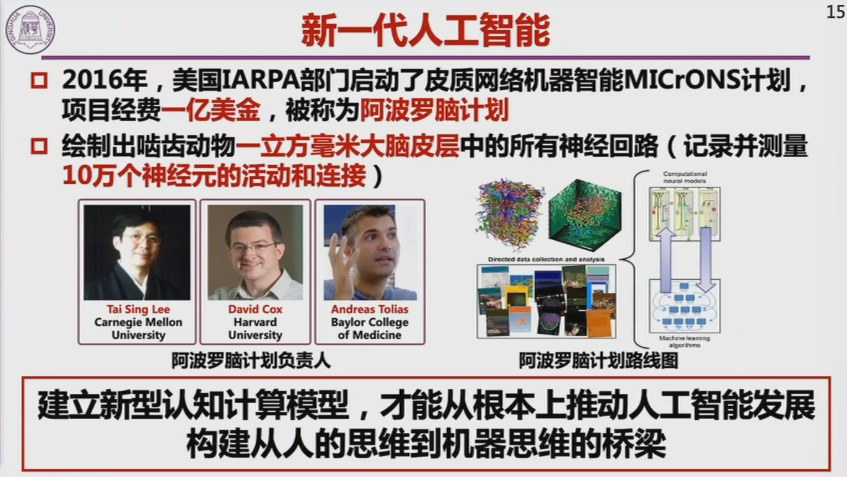 15
新一代人工智能
2016年，美国IARPA部门启动了皮质网络机器智能MICrONS计划，
项目经费一亿美金，被称为阿波罗脑计划
绘制出啮齿动物一立方毫米大脑皮层中的所有神经回路（记录并测量
10万个神经元的活动和连接）
Tai Sing Lee
Carnegie Mellon
University
David Cox
Harvard
University
Andreas Tolias
Baylor College
of Medicine
阿波罗脑计划负责人
Computational
neural models
Directed data collection and analysis
Machine learning
algorithms
阿波罗脑计划路线图
建立新型认知计算模型，才能从根本上推动人工智能发展
构建从人的思维到机器思维的桥梁